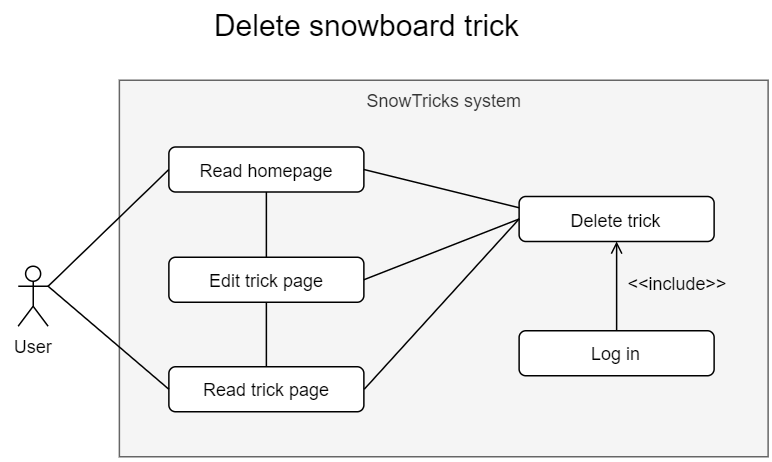 Delete snowboard trick
SnowTricks system
Read homepage
Delete trick
Edit trick page
<<include>>
User
Log in
Read trick page